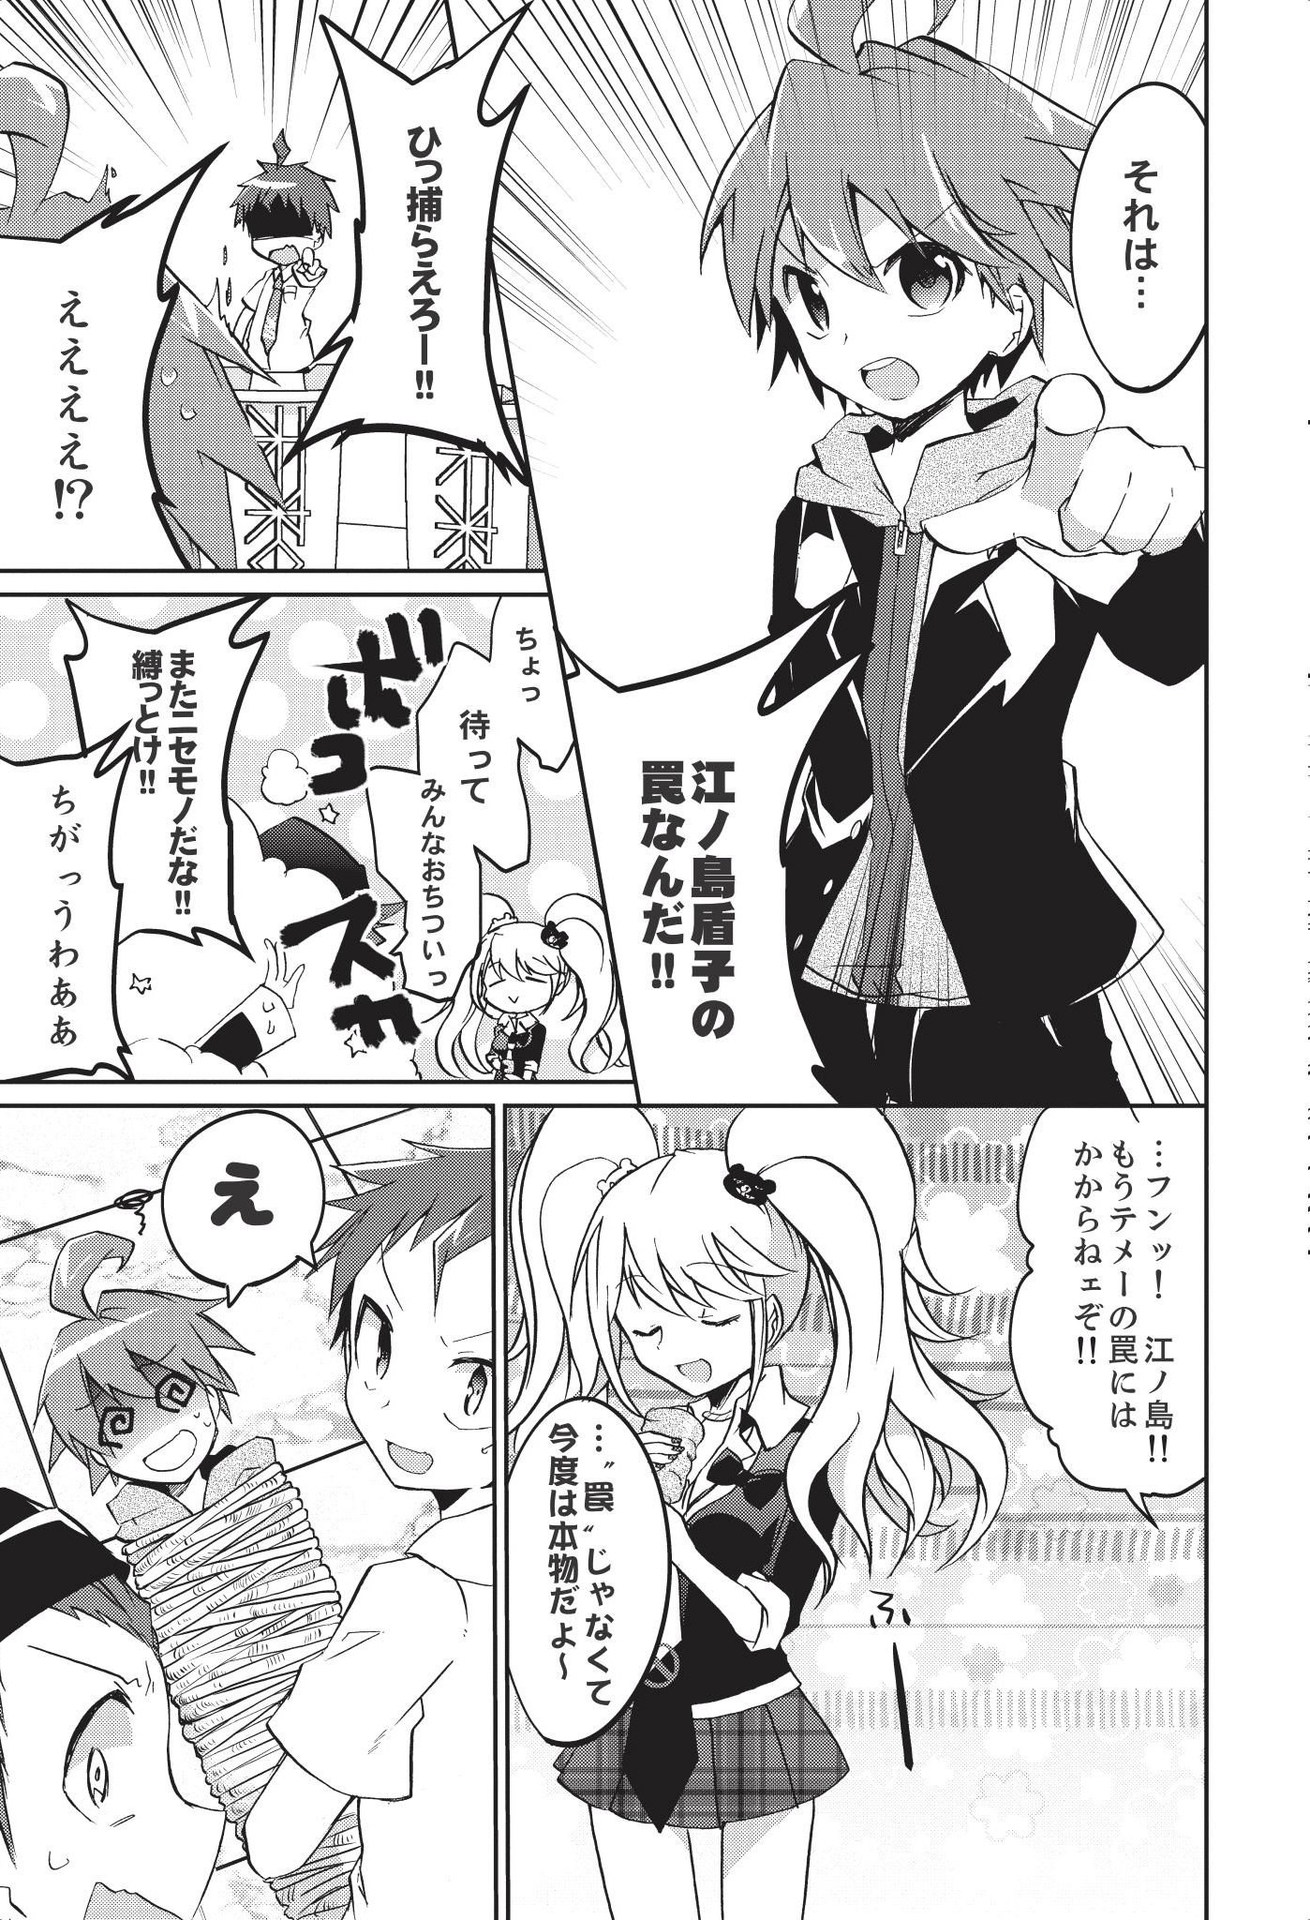 それは…
江ノ島盾子の
罠なんだ!!
ひっ捕らえろー!!
ええええ!?
ちょっ
待って
みんなおちついっ
ボコ
スカ
またニセモノだな!!
縛っとけ!!
ちがっうわああ
…フンッ! 江ノ島!!
もうテメーの罠には
かからねェぞ!!
ふー
…〝罠〟じゃなくて
今度は本物だよ～
え